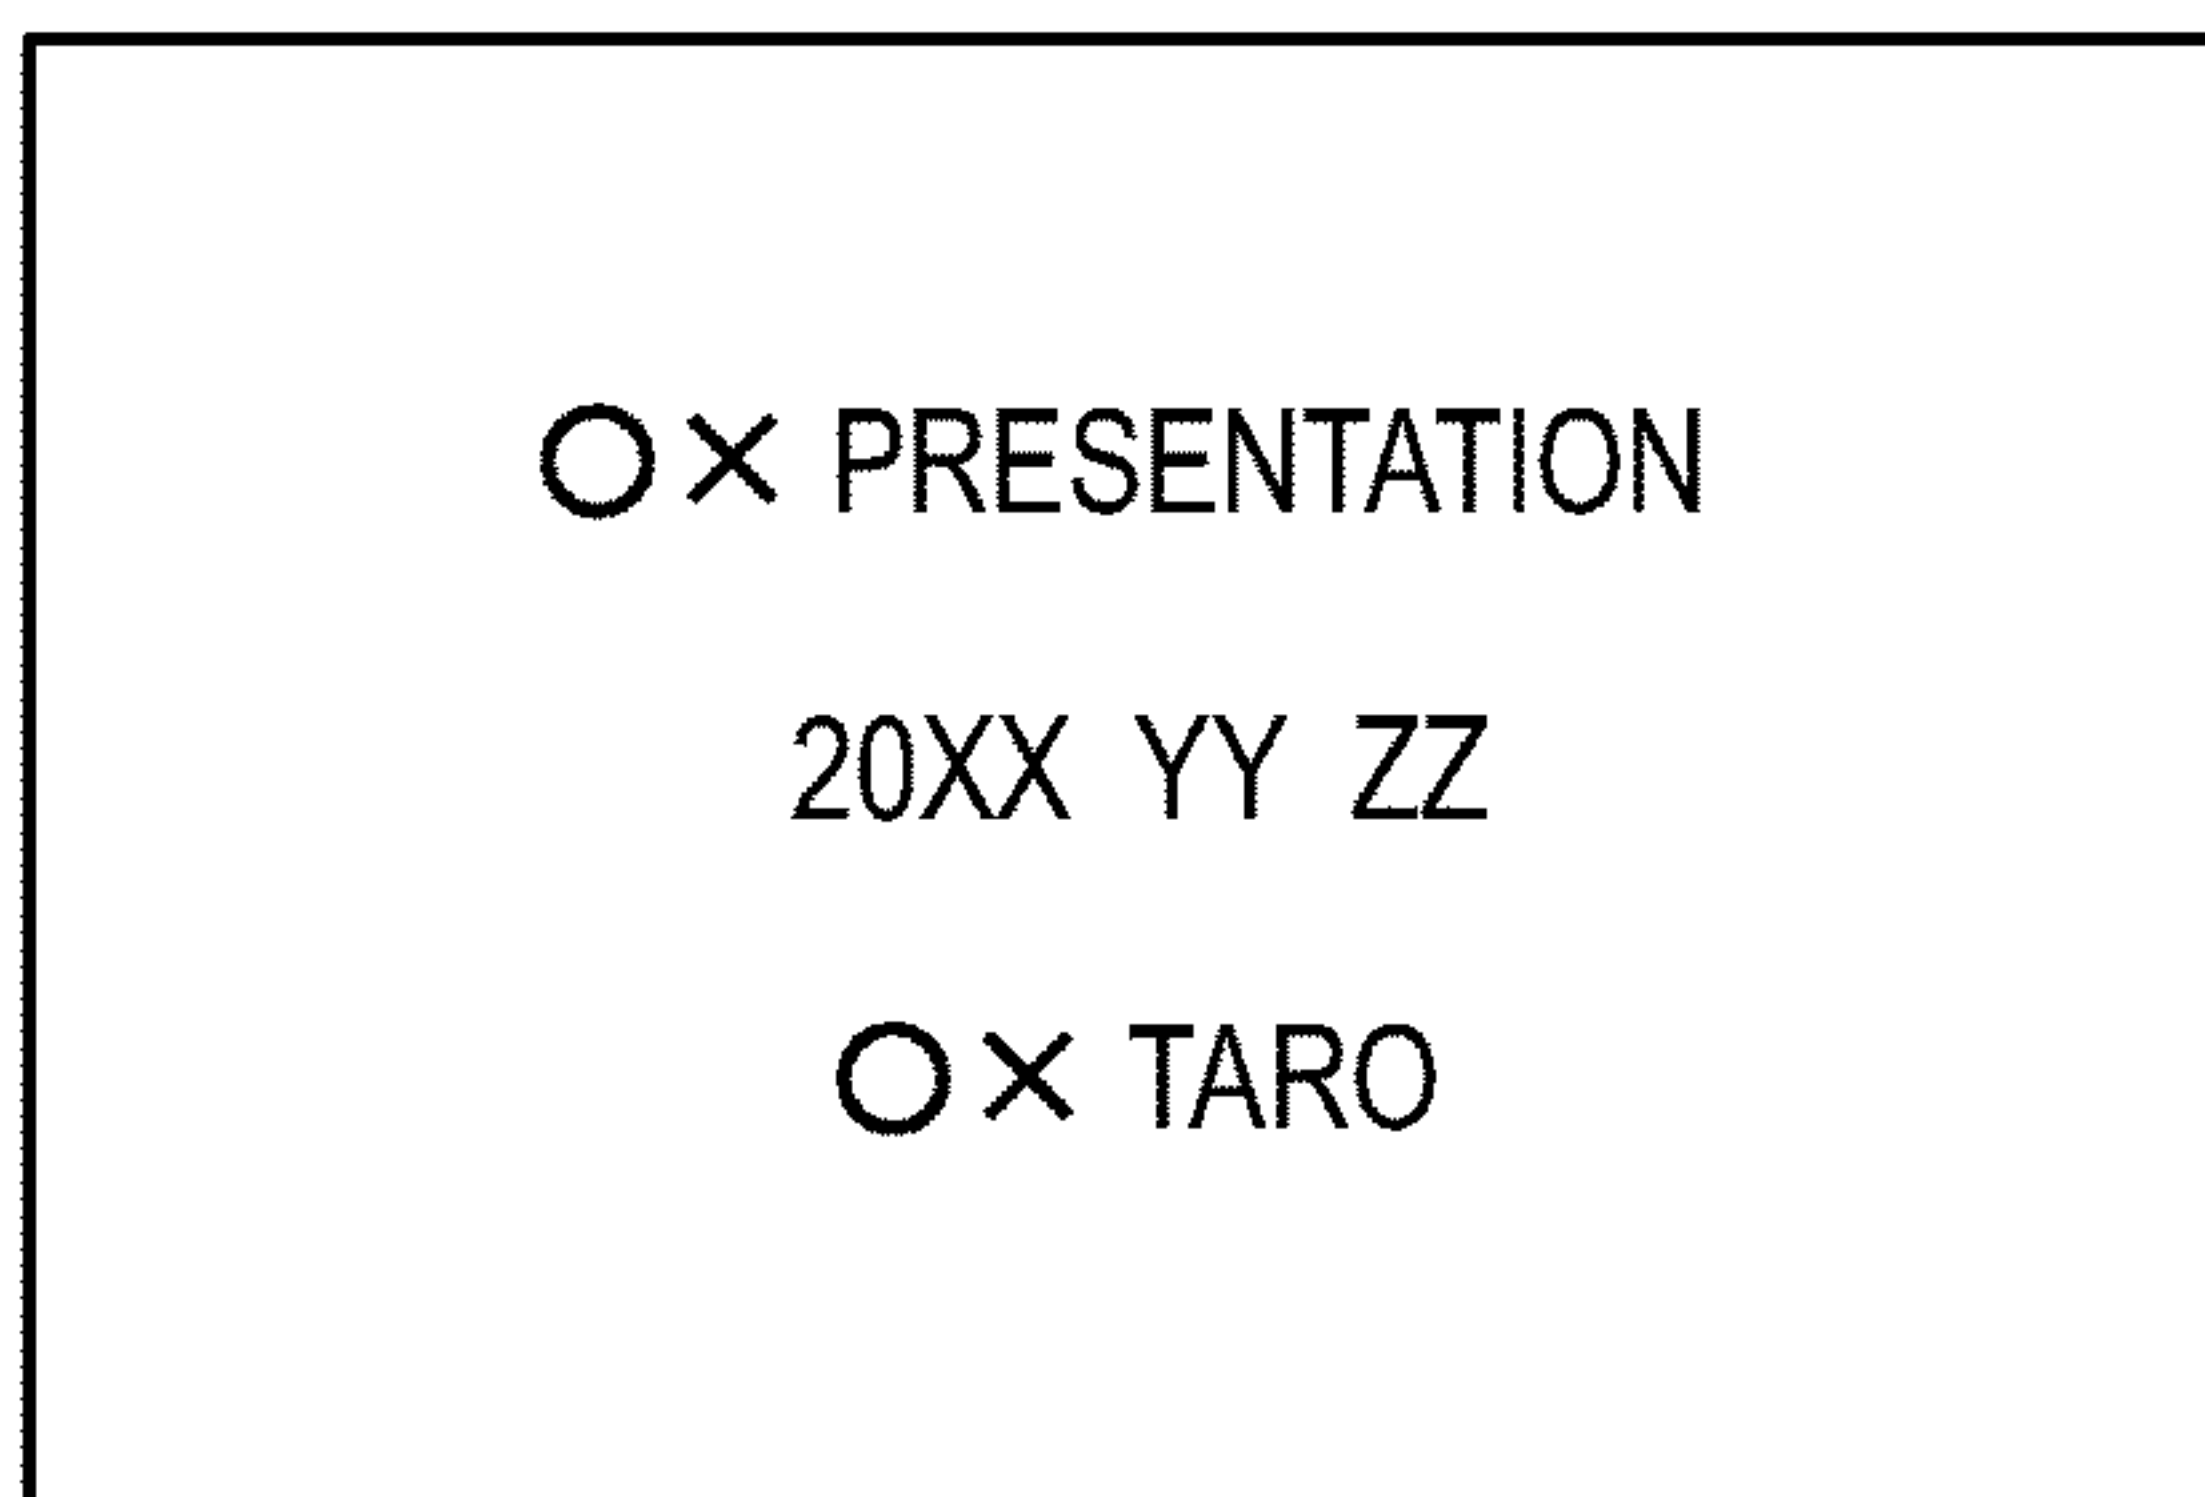 ○× PRESENTATION
20XX YY ZZ
○× TARO